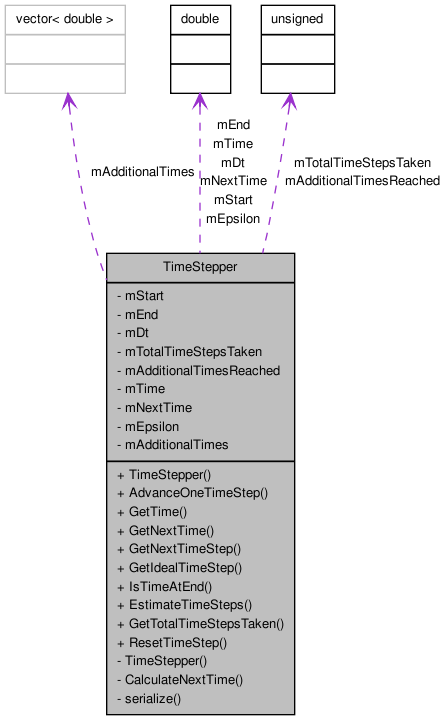 vector< double >
double
unsigned
mAdditionalTimes
mEnd
mTime
mDt
mNextTime
mStart
mEpsilon
mTotalTimeStepsTaken
mAdditionalTimesReached
TimeStepper
- mStart
- mEnd
- mDt
- mTotalTimeStepsTaken
- mAdditionalTimesReached
- mTime
- mNextTime
- mEpsilon
- mAdditionalTimes
+ TimeStepper()
+ AdvanceOneTimeStep()
+ GetTime()
+ GetNextTime()
+ GetNextTimeStep()
+ GetIdealTimeStep()
+ IsTimeAtEnd()
+ EstimateTimeSteps()
+ GetTotalTimeStepsTaken()
+ ResetTimeStep()
- TimeStepper()
- CalculateNextTime()
- serialize()